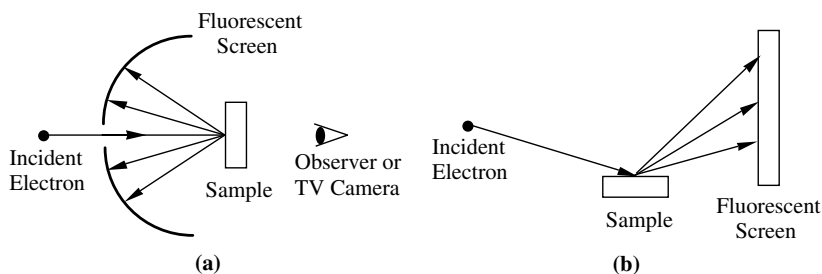 Fluorescent
Screen
Incident
Electron
Sample
Observer or
TV Camera
(a)
Incident
Electron
Sample
Fluorescent
Screen
(b)